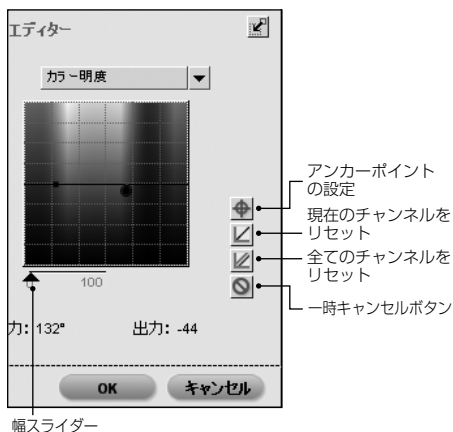 エディター
カラー明度
アンカーポイント
の設定
現在のチャンネルを
リセット
全てのチャンネルを
リセット
一時キャンセルボタン
100
力: 132° 出力: -44
OK キャンセル
幅スライダー